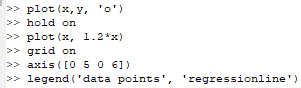 >> plot(x,y, 'o')
>> hold on
>> plot(x, 1.2*x)
>> grid on
>> axis([0 5 0 6])
>> legend('data points', 'regressionline')